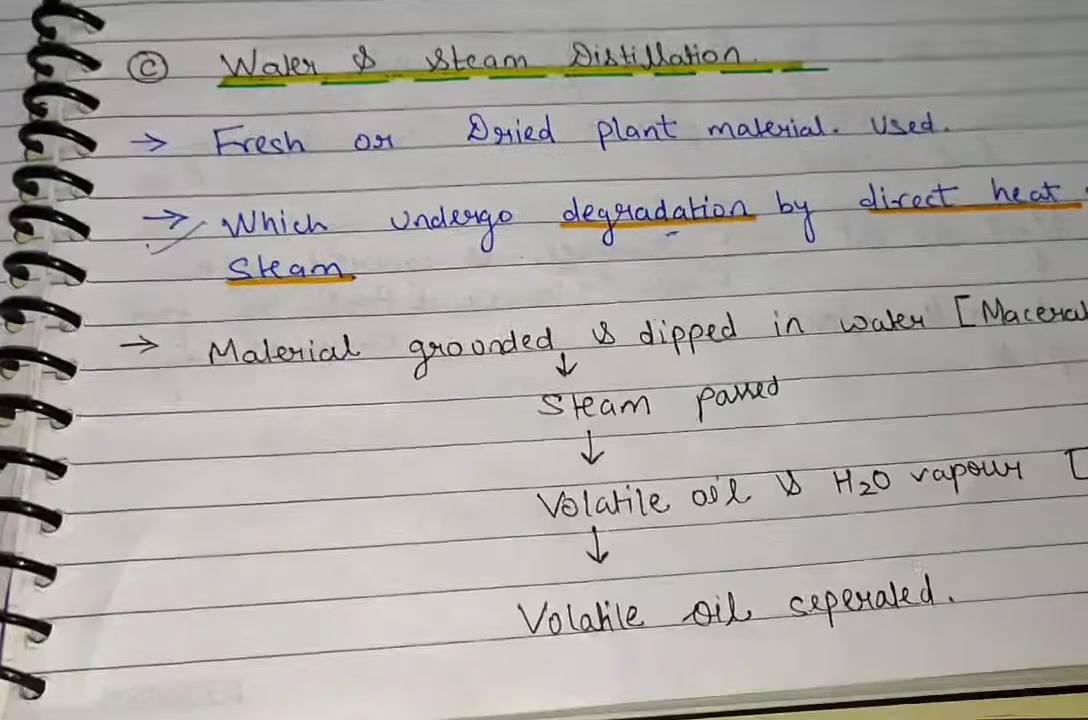 © Water & Steam Distillation.
→ Fresh or Dried plant material. Used.
→ Which undergo degradation by direct heat
Steam
→ Material grounded & dipped in water [Macerat
↓
Steam passed
↓
Volatile oil & H2O vapour [
↓
Volatile oil seperated.